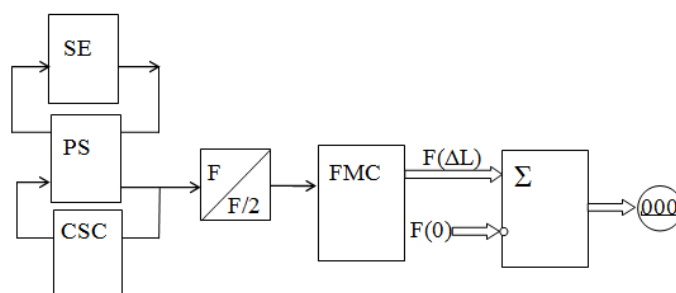 SE
PS
CSC
F
F/2
FMC
F(ΔL)
F(0)
Σ
000